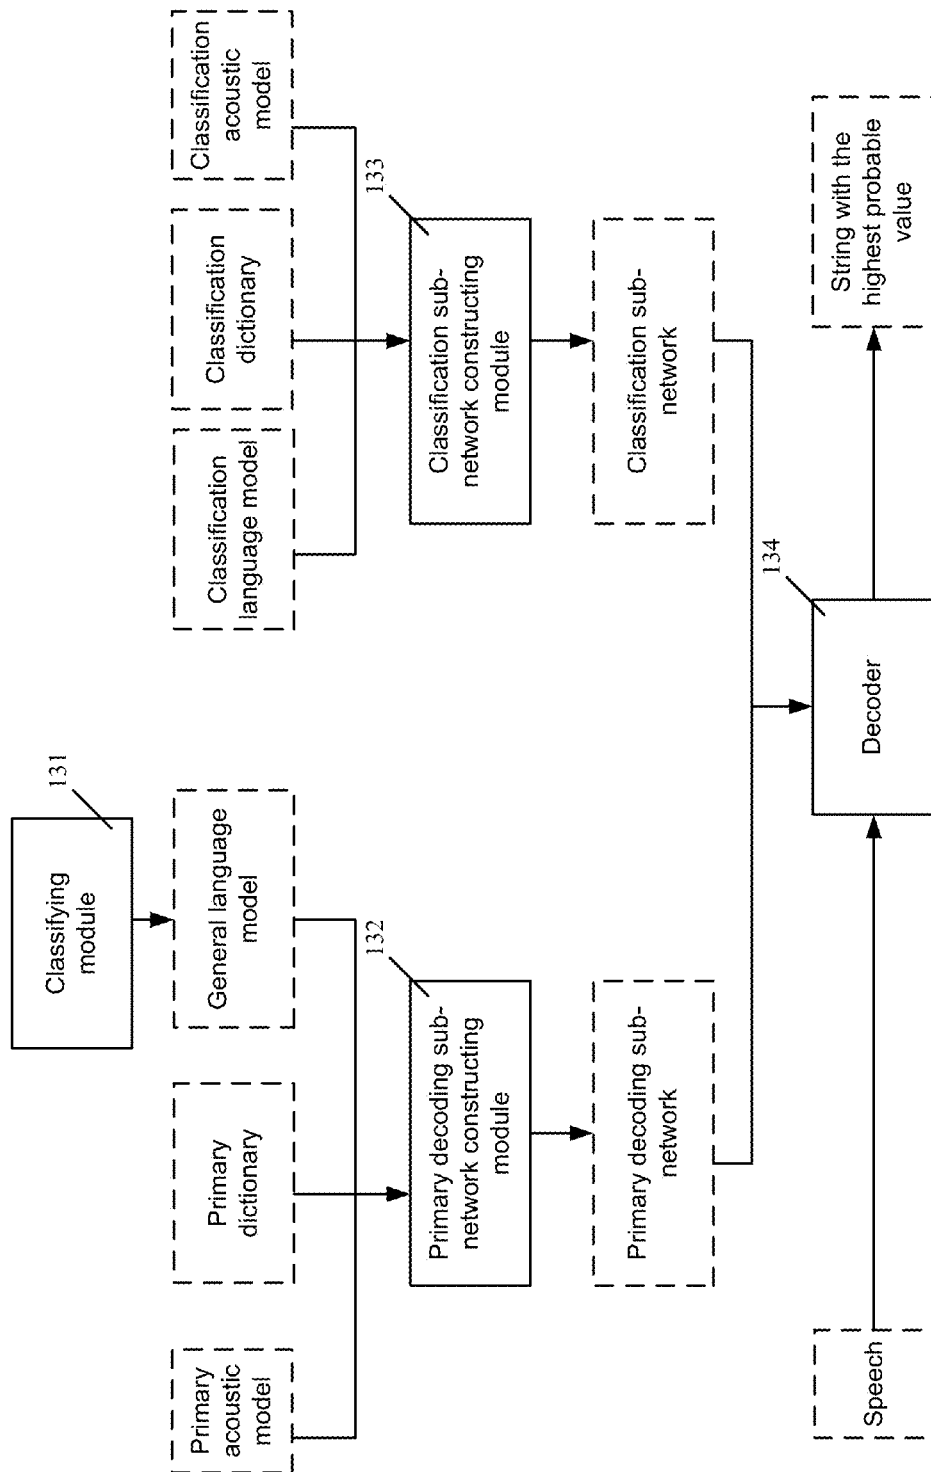 131
Classifying
module
Primary
acoustic
model
Primary
dictionary
General language
model
Classification
language model
Classification
dictionary
Classification
acoustic
model
132
Primary decoding sub-
network constructing
module
133
Classification sub-
network constructing
module
Primary decoding sub-
network
Classification sub-
network
134
Speech
Decoder
String with the
highest probable
value